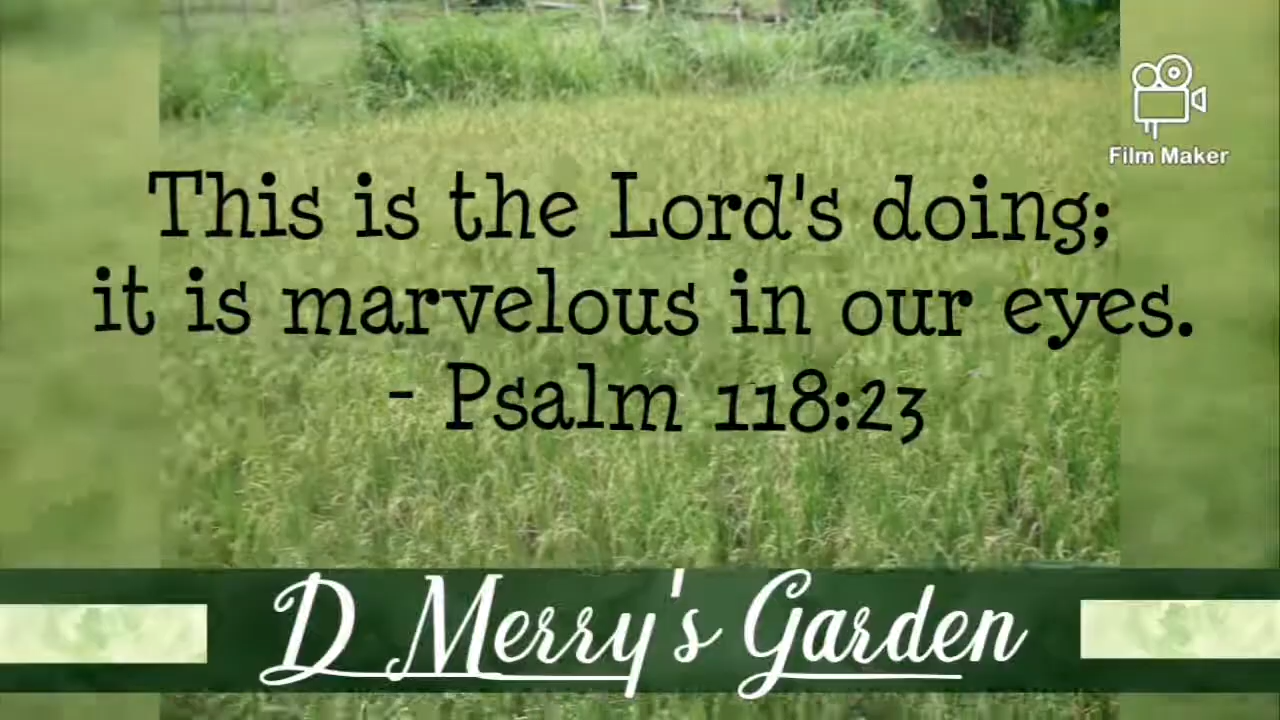 Film Maker
This is the Lord's doing;
it is marvelous in our eyes.
- Psalm 118:23
D Merry's Garden